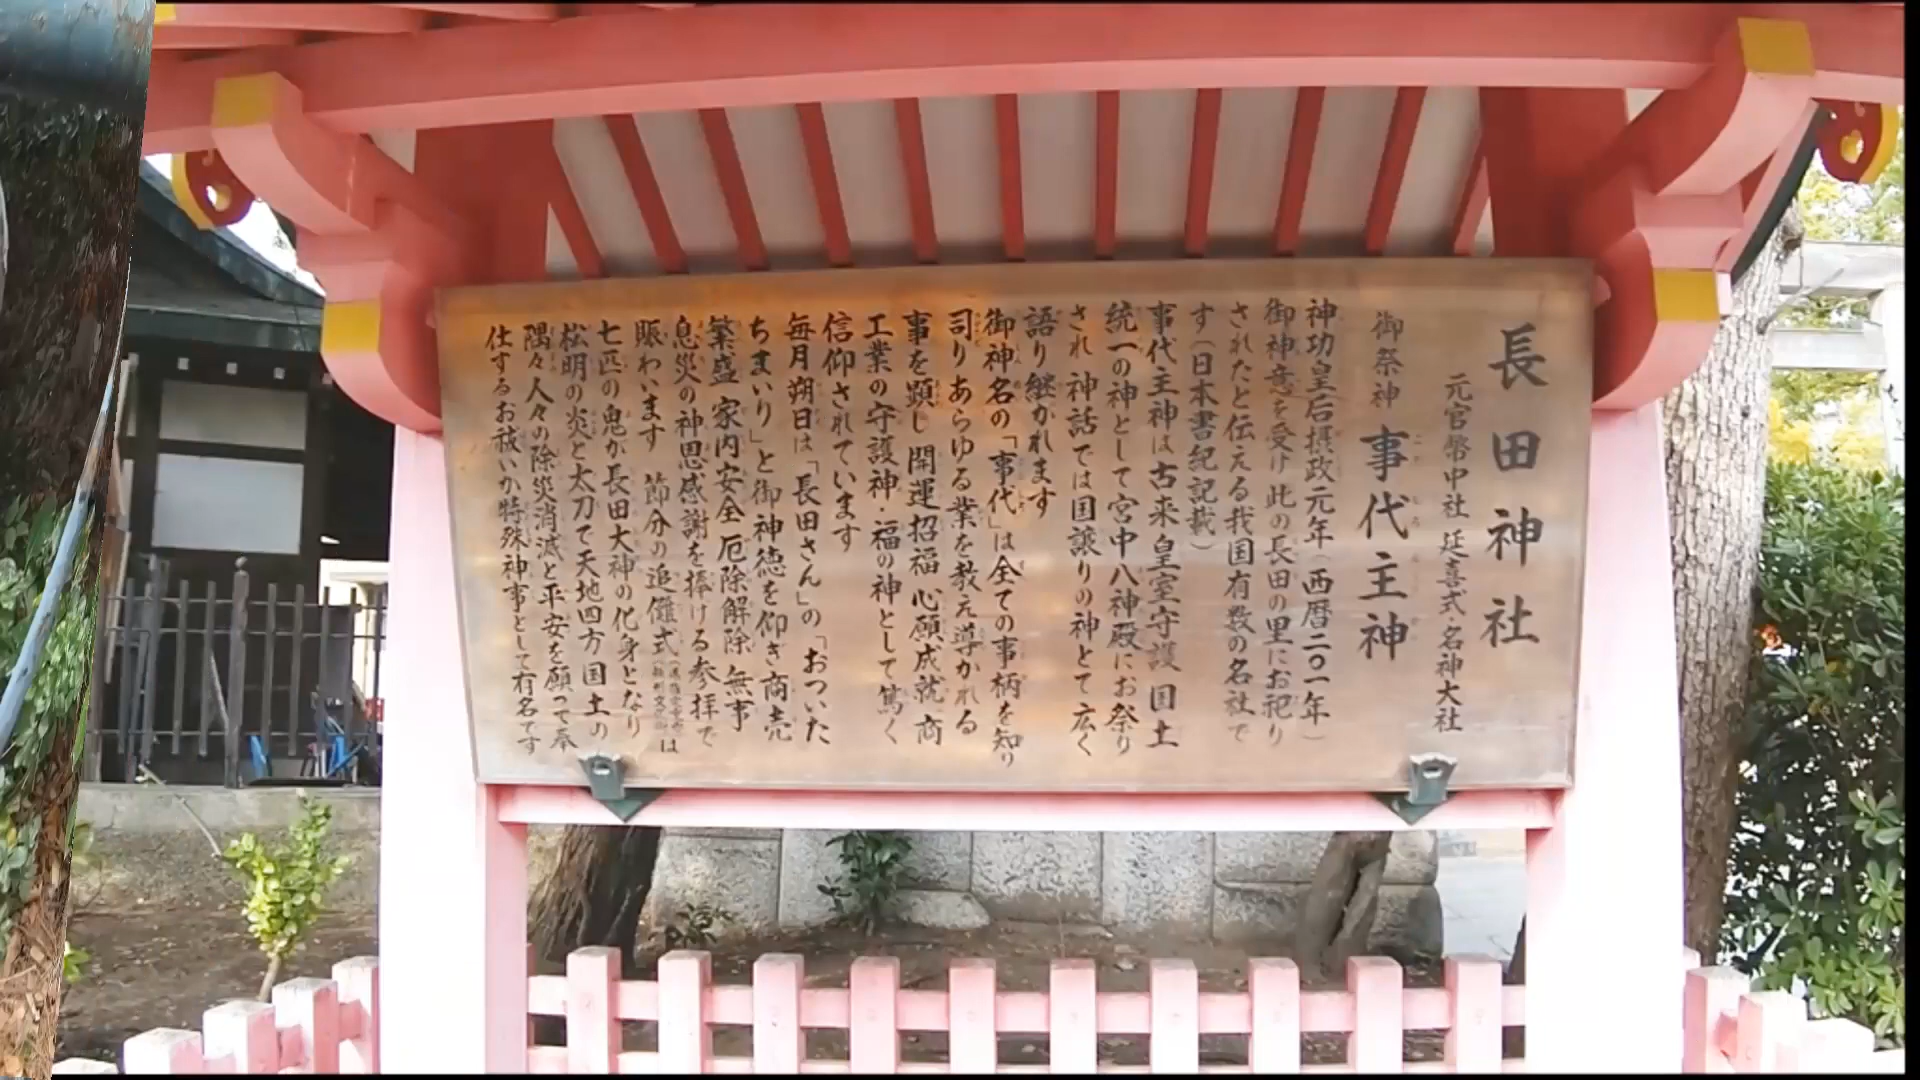 長田神社
元官幣中社 延喜式・名神大社
御祭神 事代主神
神功皇后摂政元年(西暦二〇一年)
御神意を受け此の長田の里にお祀り
されたと伝える我国有数の名社で
す(日本書紀記載)
事代主神は古来皇室守護 国土
統一の神として宮中八神殿にお祭り
され 神話では国譲りの神とて広く
語り継がれます
御神名の「事代」は全ての事柄を知り
司りあらゆる業を教え導かれる
事を顕し 開運招福 心願成就 商
工業の守護神・福の神として篤く
信仰されています
毎月朔日は「長田さん」の「おついた
ちまいり」と御神徳を仰ぎ商売
繁盛 家内安全 厄除解除 無事
息災の神恩感謝を捧げる参拝で
賑わいます 節分の追儺式は
七匹の鬼が長田大神の化身となり
松明の炎と太刀て天地四方国土の
隅々人々の除災消滅と平安を願って奉
仕するお祓いか特殊神事として有名です